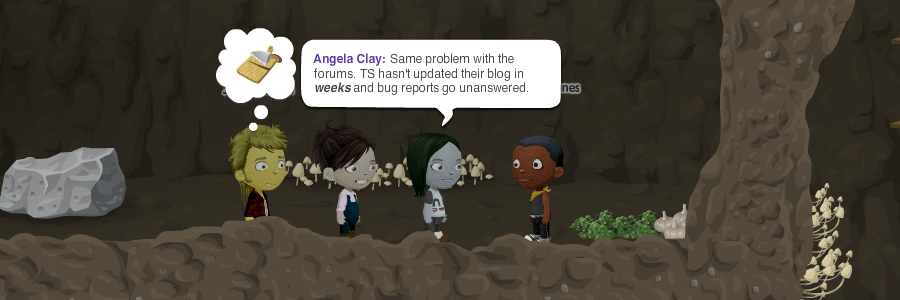 Angela Clay: Same problem with the
forums. TS hasn't updated their blog in
weeks and bug reports go unanswered.